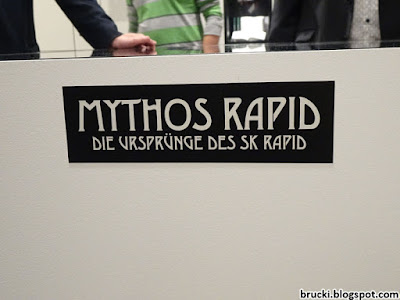 MYTHOS RAPID
DIE URSPRÜNGE DES SK RAPID
brucki.blogspot.com